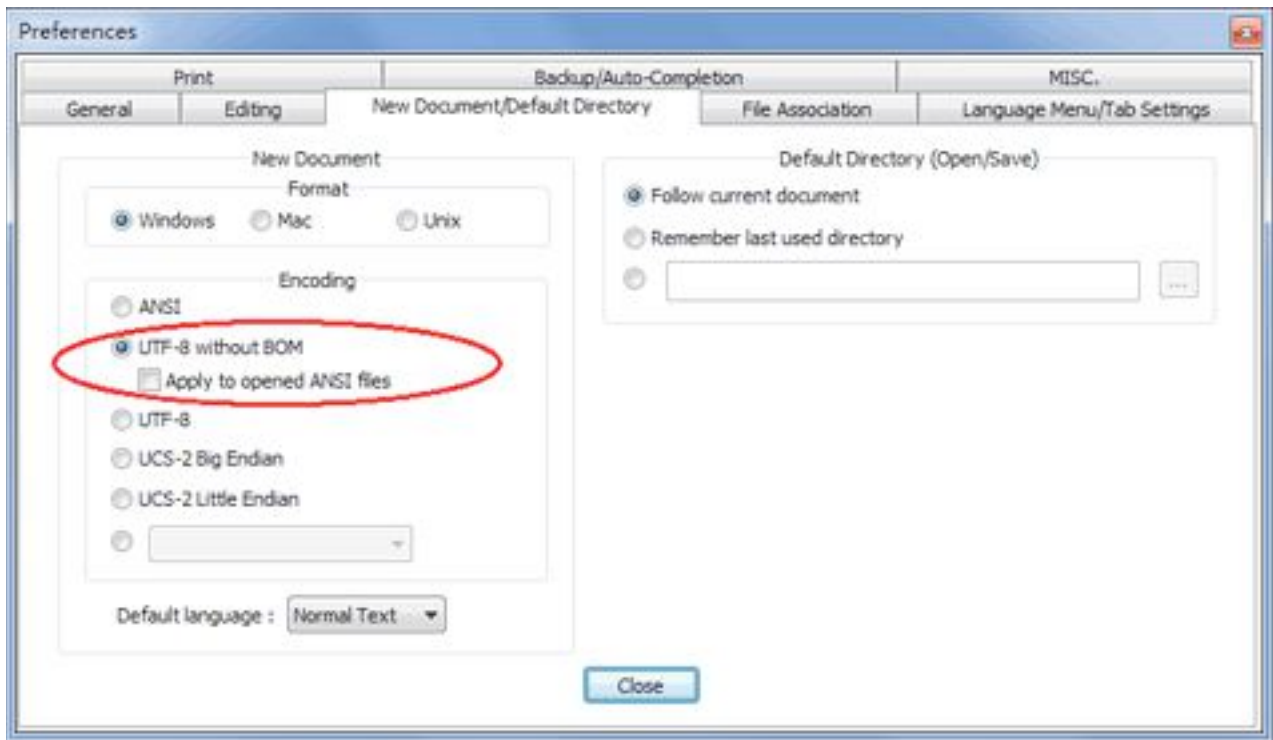 Preferences
Print Backup/Auto-Completion MISC.
General Editing New Document/Default Directory File Association Language Menu/Tab Settings
New Document
Format
Windows Mac Unix
Encoding
ANSI
UTF-8 without BOM
Apply to opened ANSI files
UTF-8
UCS-2 Big Endian
UCS-2 Little Endian
Default language : Normal Text
Default Directory (Open/Save)
Follow current document
Remember last used directory
...
Close